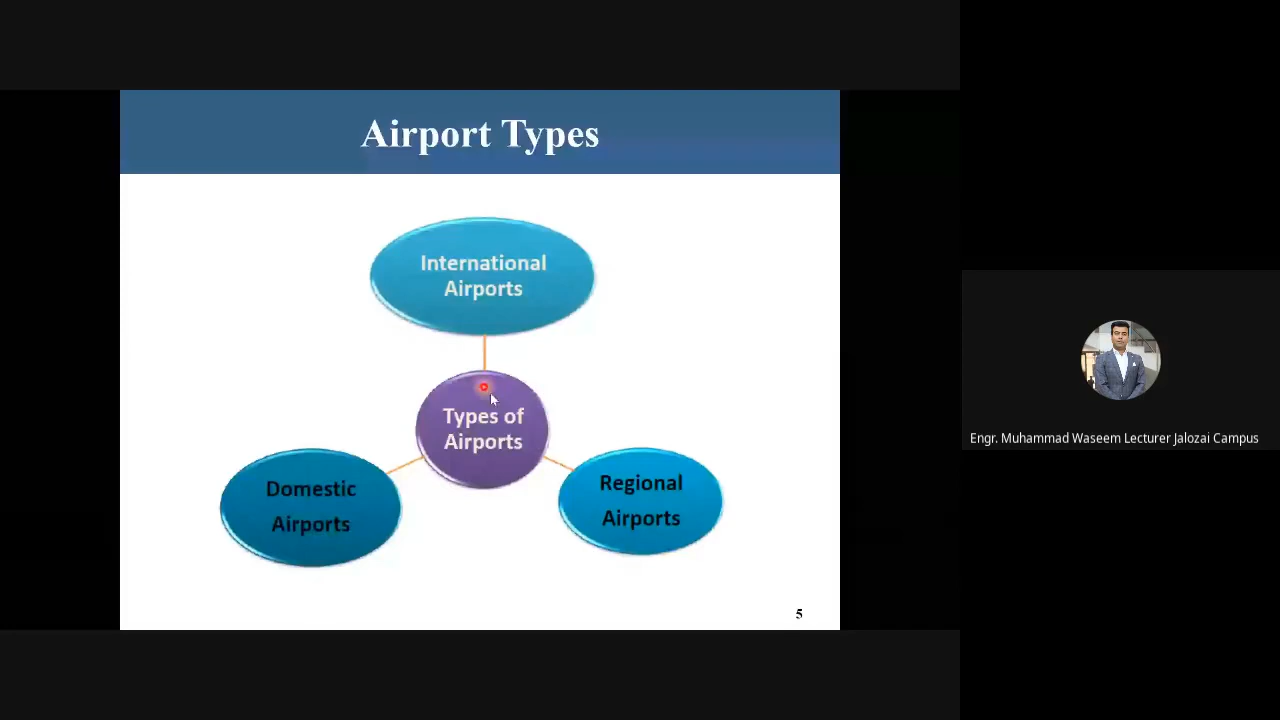 Airport Types
International
Airports
Types of
Airports
Domestic
Airports
Regional
Airports
5
Engr. Muhammad Waseem Lecturer Jalozai Campus